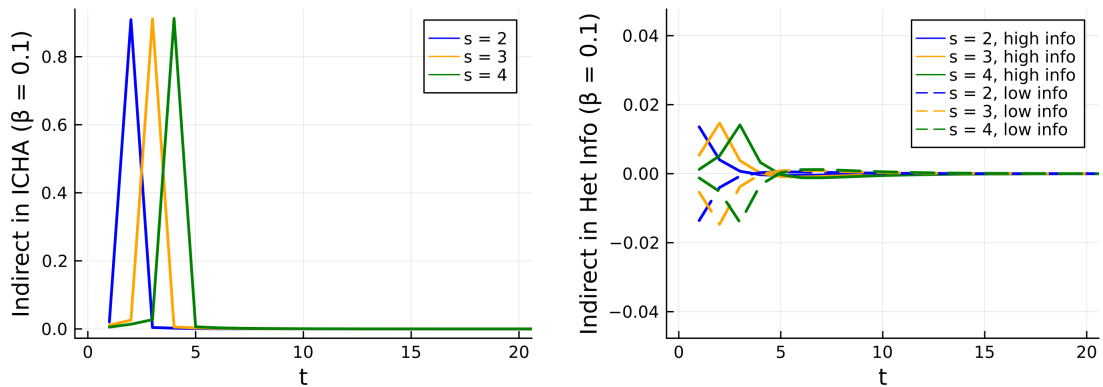 Indirect in ICHA (β = 0.1)
0.8
0.6
0.4
0.2
0.0
s = 2
s = 3
s = 4
0
5
10
15
20
t
Indirect in Het Info (β = 0.1)
0.04
0.02
0.00
−0.02
−0.04
s = 2, high info
s = 3, high info
s = 4, high info
s = 2, low info
s = 3, low info
s = 4, low info
0
5
10
15
20
t